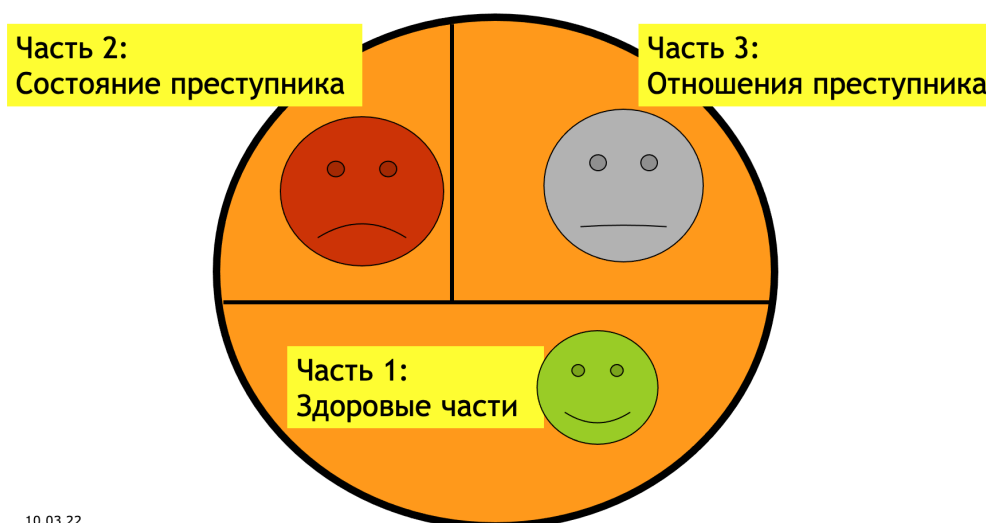 Часть 2:
Состояние преступника
Часть 3:
Отношения преступника
Часть 1:
Здоровые части
10.03.22